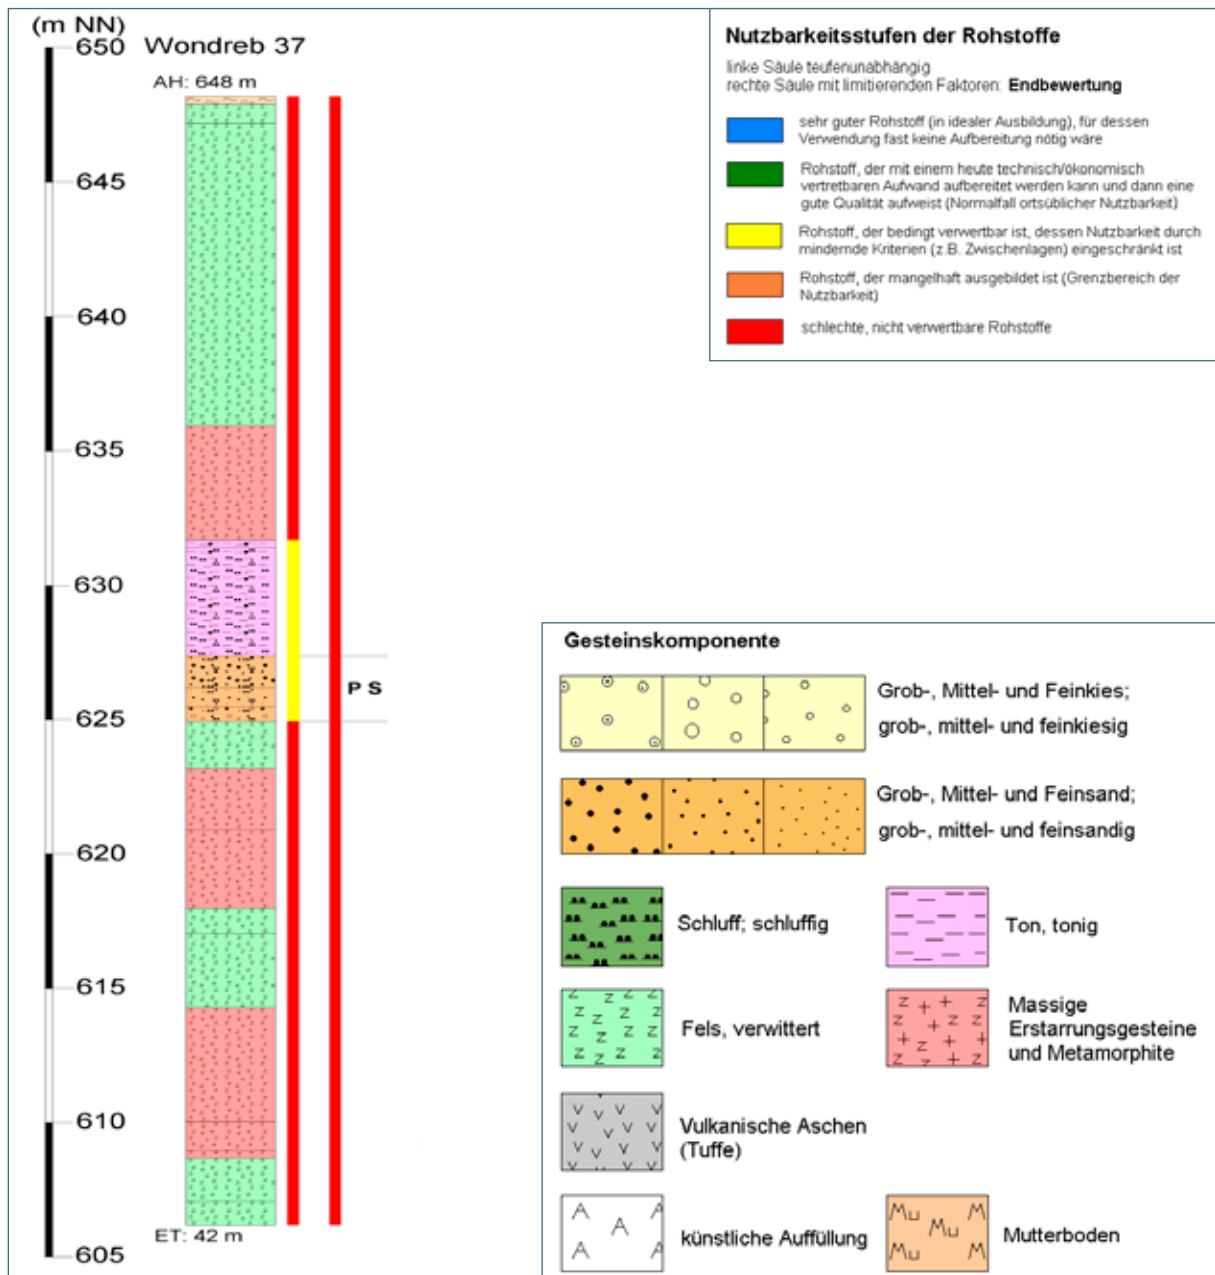 (m NN)
650
Wondreb 37
AH: 648 m
645
640
635
630
P S
625
620
615
610
ET: 42 m
605
Nutzbarkeitsstufen der Rohstoffe
linke Säule teufenunabhängig
rechte Säule mit limitierenden Faktoren: Endbewertung
sehr guter Rohstoff (in idealer Ausbildung), für dessen
Verwendung fast keine Aufbereitung nötig wäre
Rohstoff, der mit einem heute technisch/ökonomisch
vertretbaren Aufwand aufbereitet werden kann und dann eine
gute Qualität aufweist (Normalfall ortsüblicher Nutzbarkeit)
Rohstoff, der bedingt verwertbar ist, dessen Nutzbarkeit durch
mindernde Kriterien (z.B. Zwischenlagen) eingeschränkt ist
Rohstoff, der mangelhaft ausgebildet ist (Grenzbereich der
Nutzbarkeit)
schlechte, nicht verwertbare Rohstoffe
Gesteinskomponente
Grob-, Mittel- und Feinkies;
grob-, mittel- und feinkiesig
Grob-, Mittel- und Feinsand;
grob-, mittel- und feinsandig
Schluff; schluffig
Ton, tonig
Fels, verwittert
Massige
Erstarrungsgesteine
und Metamorphite
Vulkanische Aschen
(Tuffe)
künstliche Auffüllung
Mutterboden